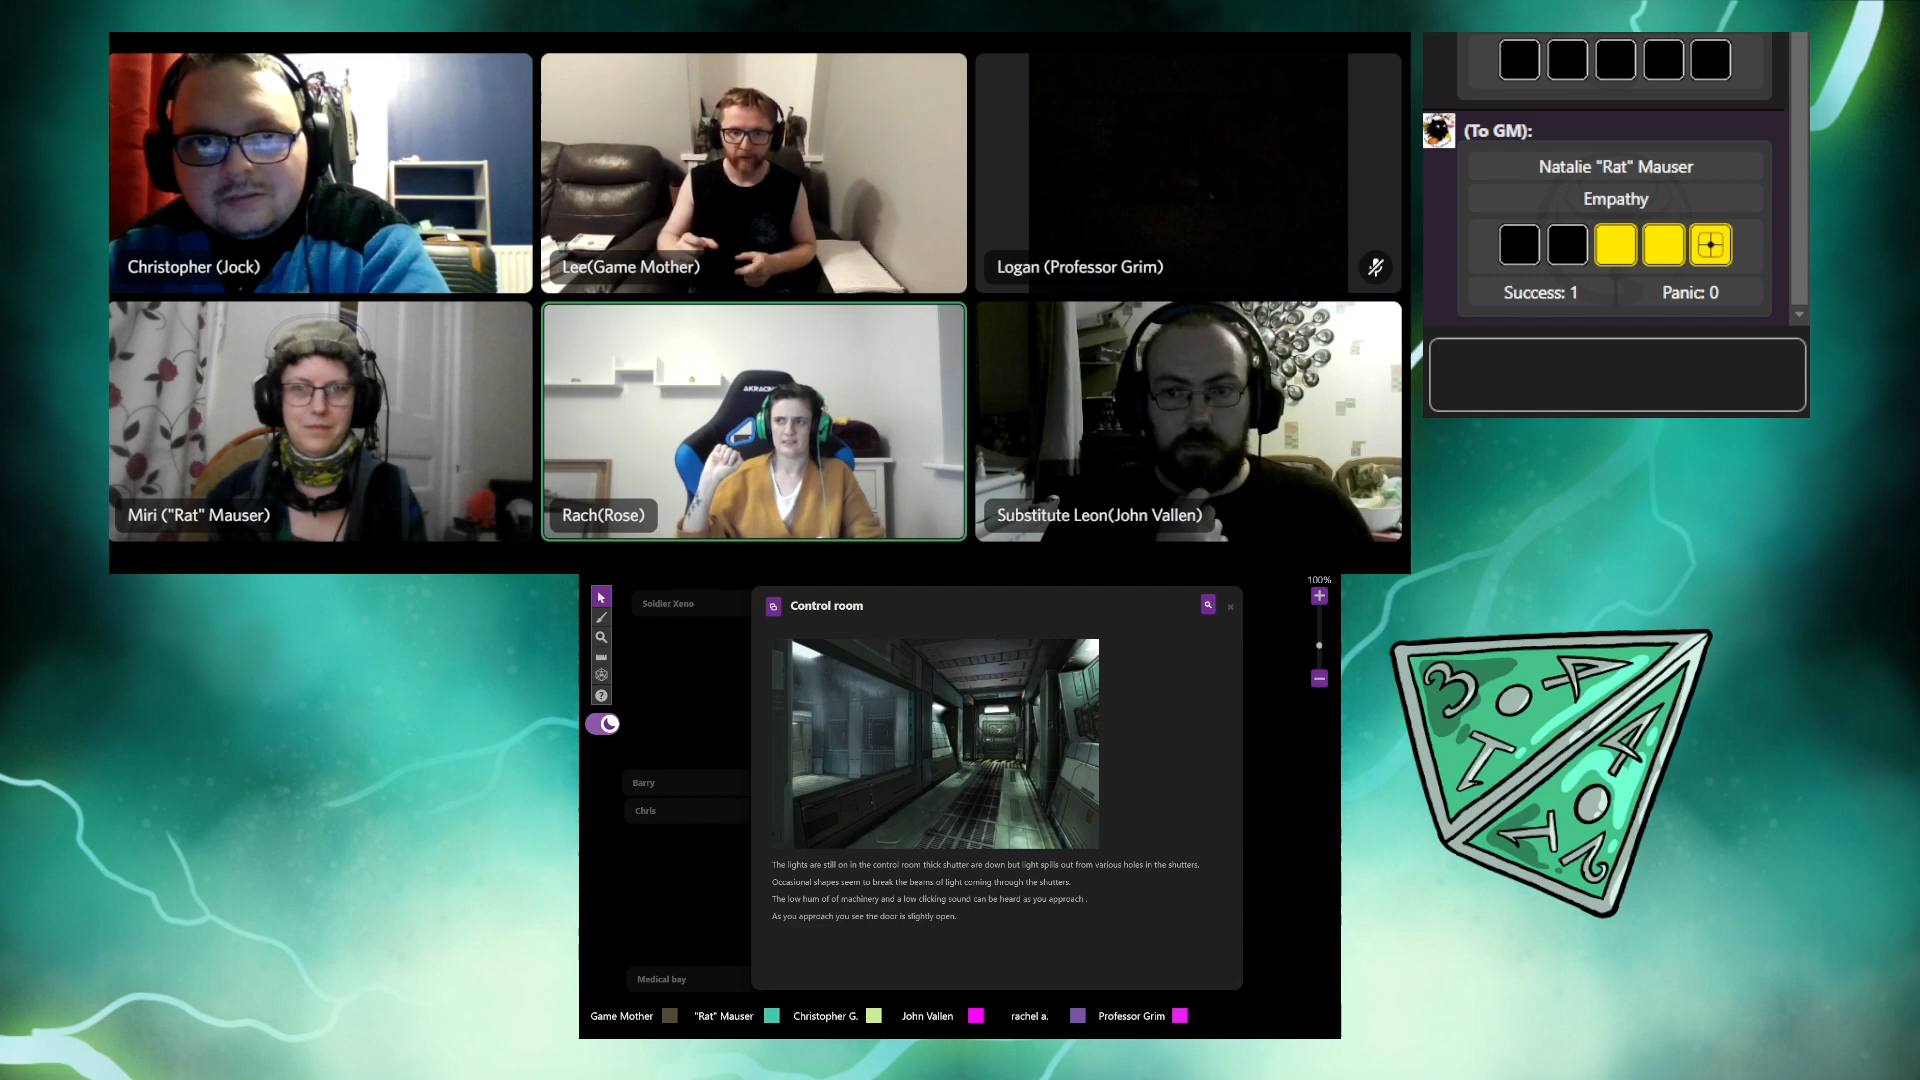 Christopher (Jock)
Lee(Game Mother)
Logan (Professor Grim)
Miri ("Rat" Mauser)
AKRACING
Rach(Rose)
Substitute Leon(John Vallen)
(To GM):
Natalie "Rat" Mauser
Empathy
Success: 1
Panic: 0
Soldier Xeno
Barry
Chris
Medical bay
Control room
The lights are still on in the control room thick shutter are down but light spills out from various holes in the shutters.
Occasional shapes seem to break the beams of light coming through the shutters.
The low hum of of machinery and a low clicking sound can be heard as you approach .
As you approach you see the door is slightly open.
100%
Game Mother
"Rat" Mauser
Christopher G.
John Vallen
rachel a.
Professor Grim